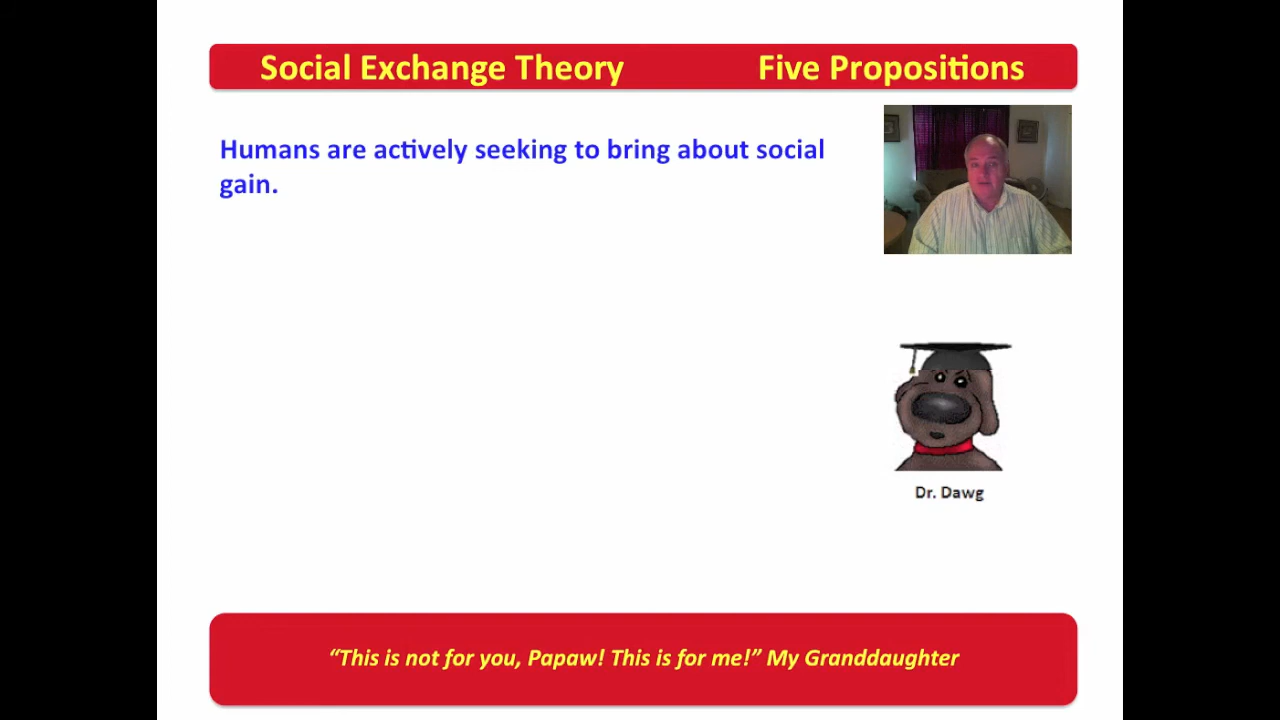 Social Exchange Theory Five Propositions
Humans are actively seeking to bring about social
gain.
Dr. Dawg
“This is not for you, Papaw! This is for me!” My Granddaughter